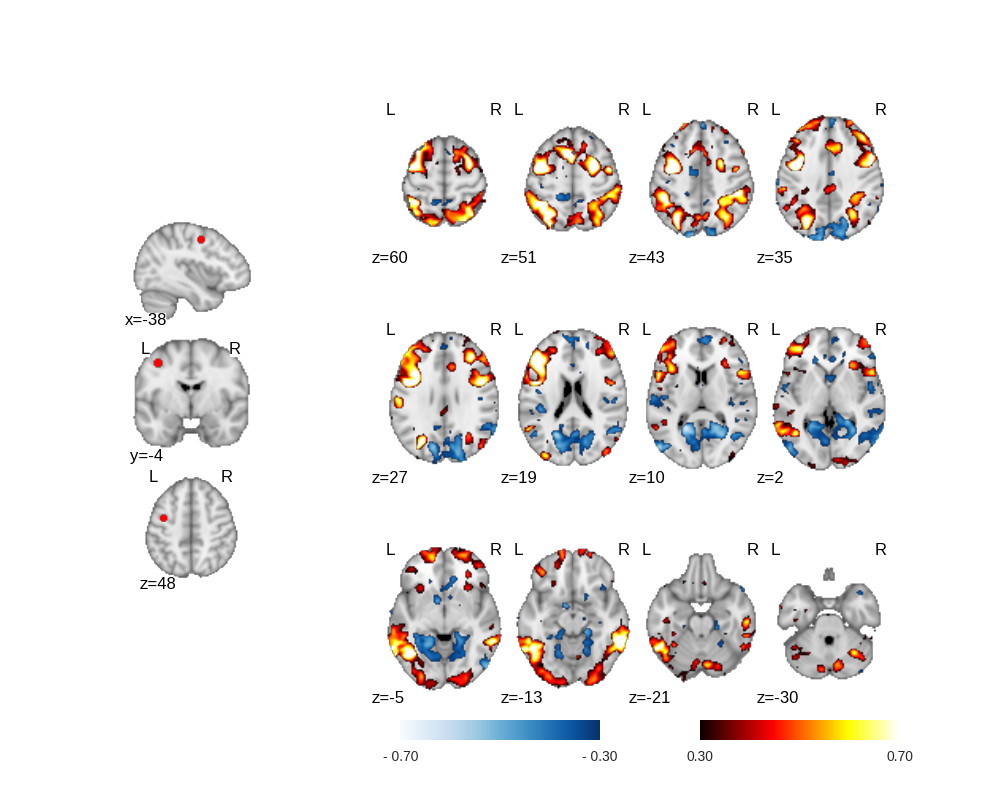 L R L R L R L R
z=60 z=51 z=43 z=35
x=-38
L R
y=-4
L R
z=48
L R L R L R L R
z=27 z=19 z=10 z=2
L R L R L R L R
z=-5 z=-13 z=-21 z=-30
- 0.70 - 0.30 0.30 0.70